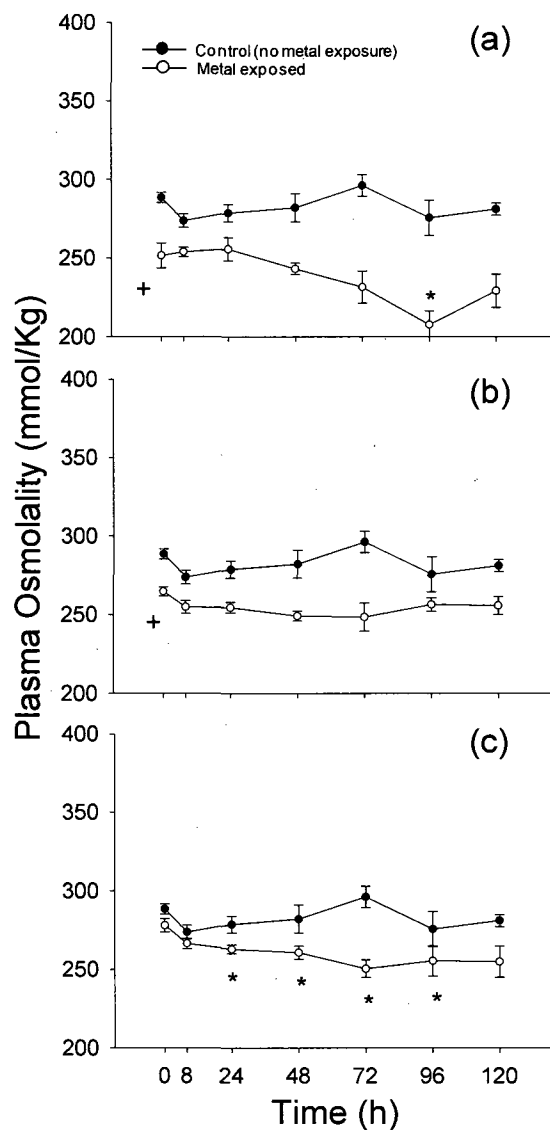 400
(a)
Control (no metal exposure)
Metal exposed
350
300
250
+
*
200
400
(b)
350
300
250
+
200
400
(c)
350
300
250
* * * *
200
0 8 24 48 72 96 120
Time (h)
Plasma Osmolality (mmol/Kg)